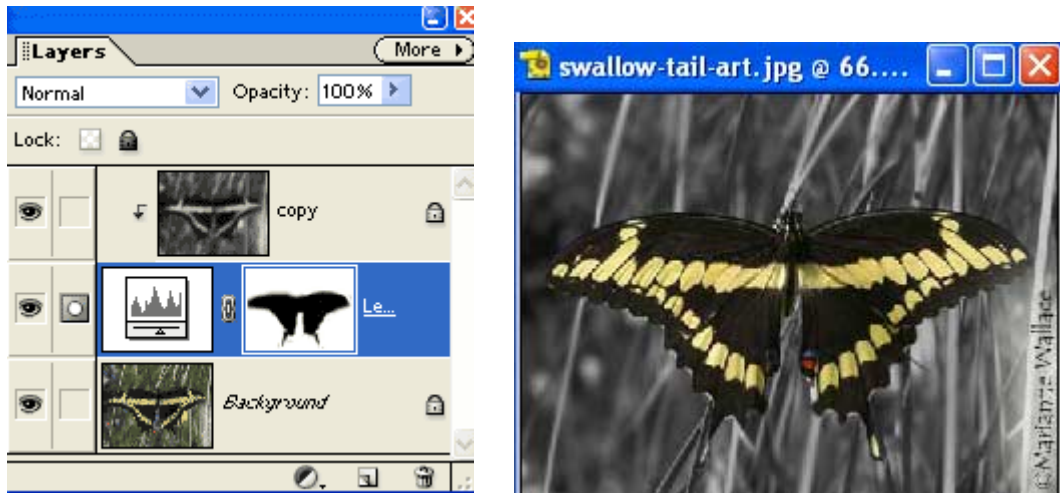 Layers
More
Normal
Opacity: 100%
Lock:
copy
Le...
Background
swallow-tail-art.jpg @ 66....
©Marianne Wallace